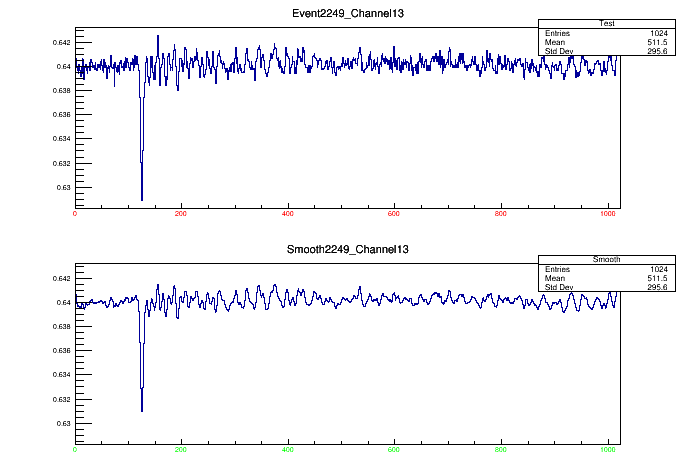 Event2249_Channel13
Test
Entries 1024
Mean 511.5
Std Dev 295.6
0.642
0.64
0.638
0.636
0.634
0.632
0.63
0 200 400 600 800 1000
Smooth2249_Channel13
Smooth
Entries 1024
Mean 511.5
Std Dev 295.6
0.642
0.64
0.638
0.636
0.634
0.632
0.63
0 200 400 600 800 1000